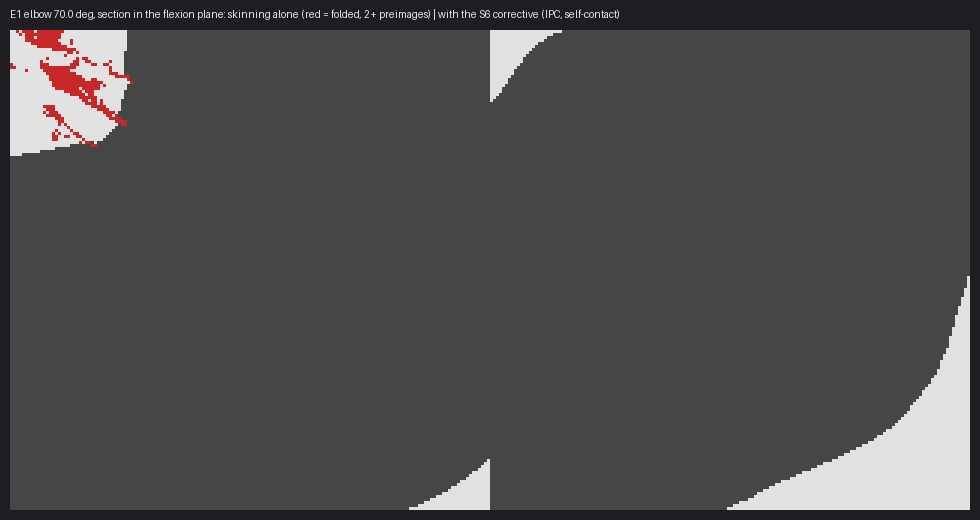 E1 elbow 70.0 deg, section in the flexion plane: skinning alone (red = folded, 2+ preimages) | with the S6 corrective (IPC, self-contact)